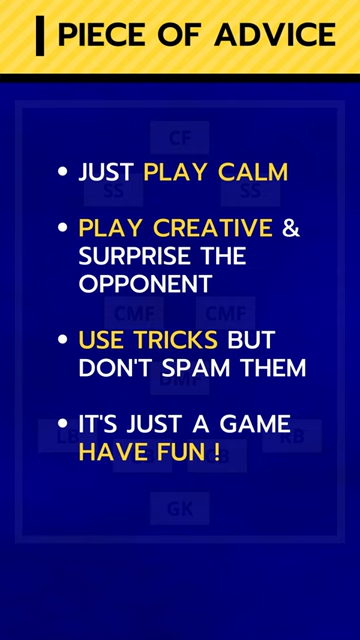 PIECE OF ADVICE
CF
• JUST PLAY CALM
SS SS
• PLAY CREATIVE &
SURPRISE THE
OPPONENT
CMF CMF
• USE TRICKS BUT
DON'T SPAM THEM
DMF
• IT'S JUST A GAME
LB RB
HAVE FUN !
GK